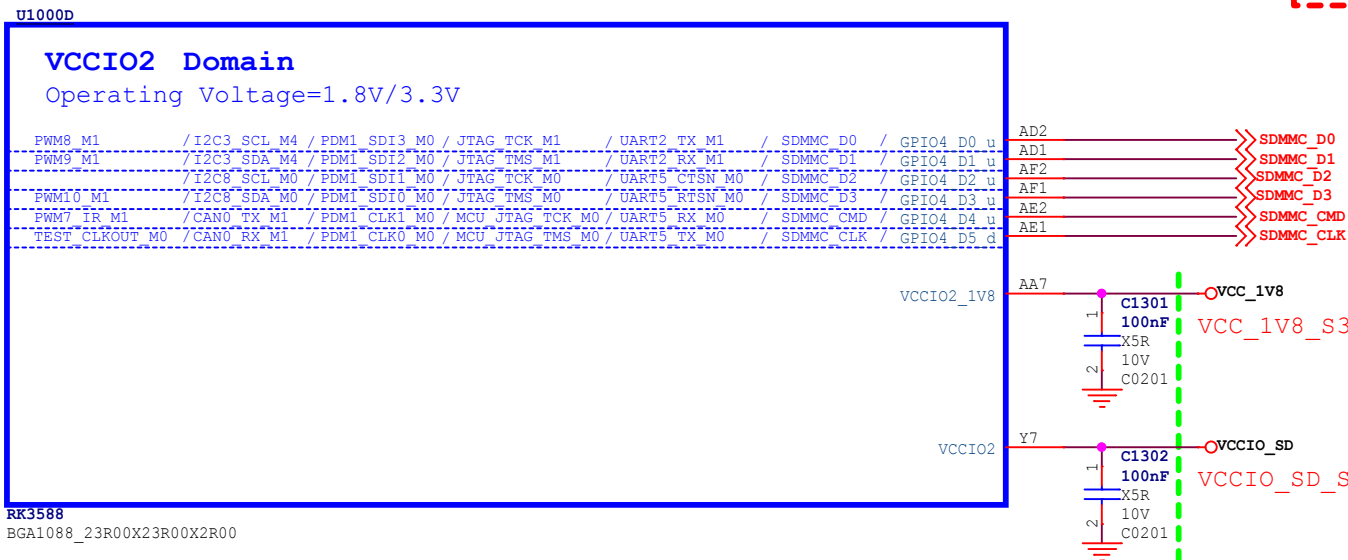 U1000D
VCCIO2 Domain
Operating Voltage=1.8V/3.3V
PWM8_M1 /I2C3_SCL_M4 / PDM1_SDI3_M0 / JTAG_TCK_M1 / UART2_TX_M1 / SDMMC_D0 / GPIO4_D0_u AD2 SDMMC_D0
PWM9_M1 /I2C3_SDA_M4 / PDM1_SDI2_M0 / JTAG_TMS_M1 / UART2_RX_M1 / SDMMC_D1 / GPIO4_D1_u AD1 SDMMC_D1
/I2C8_SCL_M0 / PDM1_SDI1_M0 / JTAG_TCK_M0 / UART5_CTSN_M0 / SDMMC_D2 / GPIO4_D2_u AF2 SDMMC_D2
PWM10_M1 /I2C8_SDA_M0 / PDM1_SDI0_M0 / JTAG_TMS_M0 / UART5_RTSN_M0 / SDMMC_D3 / GPIO4_D3_u AF1 SDMMC_D3
PWM7_IR_M1 /CAN0_TX_M1 / PDM1_CLK1_M0 / MCU_JTAG_TCK_M0 / UART5_RX_M0 / SDMMC_CMD / GPIO4_D4_u AE2 SDMMC_CMD
TEST_CLKOUT_M0 /CAN0_RX_M1 / PDM1_CLK0_M0 / MCU_JTAG_TMS_M0 / UART5_TX_M0 / SDMMC_CLK / GPIO4_D5_d AE1 SDMMC_CLK
VCCIO2_1V8 AA7 VCC_1V8
C1301
1 100nF VCC_1V8_S3
X5R
2 10V
C0201
VCCIO2 Y7 VCCIO_SD
C1302
1 100nF VCCIO_SD_S
X5R
2 10V
C0201
RK3588
BGA1088_23R00X23R00X2R00